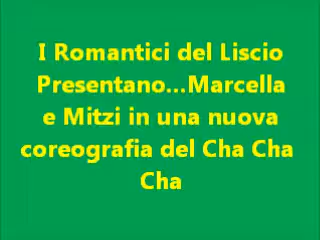 I Romantici del Liscio
Presentano...Marcella
e Mitzi in una nuova
coreografia del Cha Cha
Cha